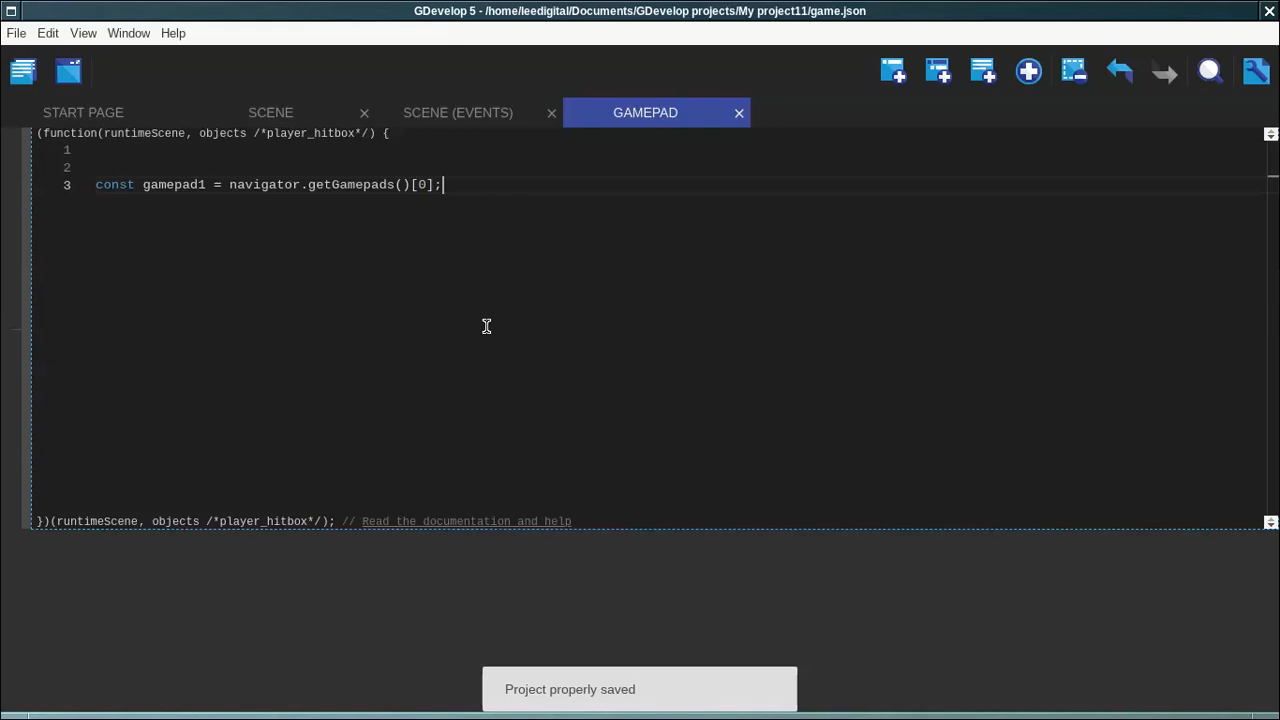 GDevelop 5 - /home/leedigital/Documents/GDevelop projects/My project11/game.json
File Edit View Window Help
START PAGE SCENE SCENE (EVENTS) GAMEPAD
(function(runtimeScene, objects /*player_hitbox*/) {
1
2
3 const gamepad1 = navigator.getGamepads()[0];
})(runtimeScene, objects /*player_hitbox*/); // Read the documentation and help
Project properly saved